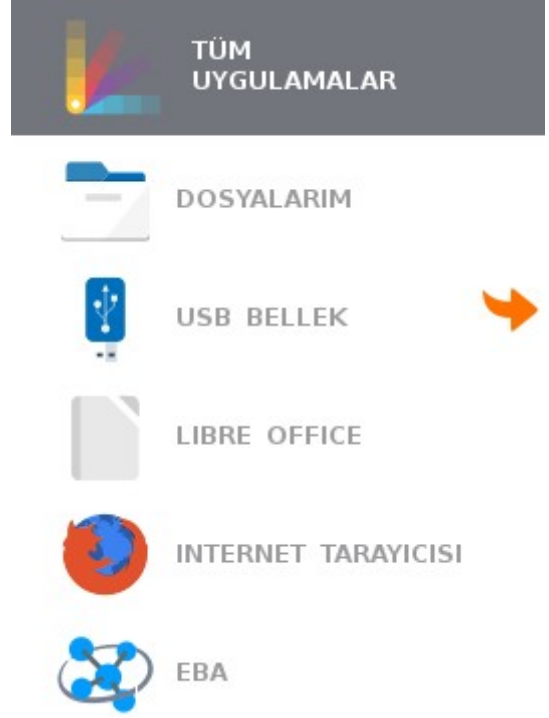 TÜM
UYGULAMALAR
DOSYALARIM
USB BELLEK
LIBRE OFFICE
INTERNET TARAYICISI
EBA